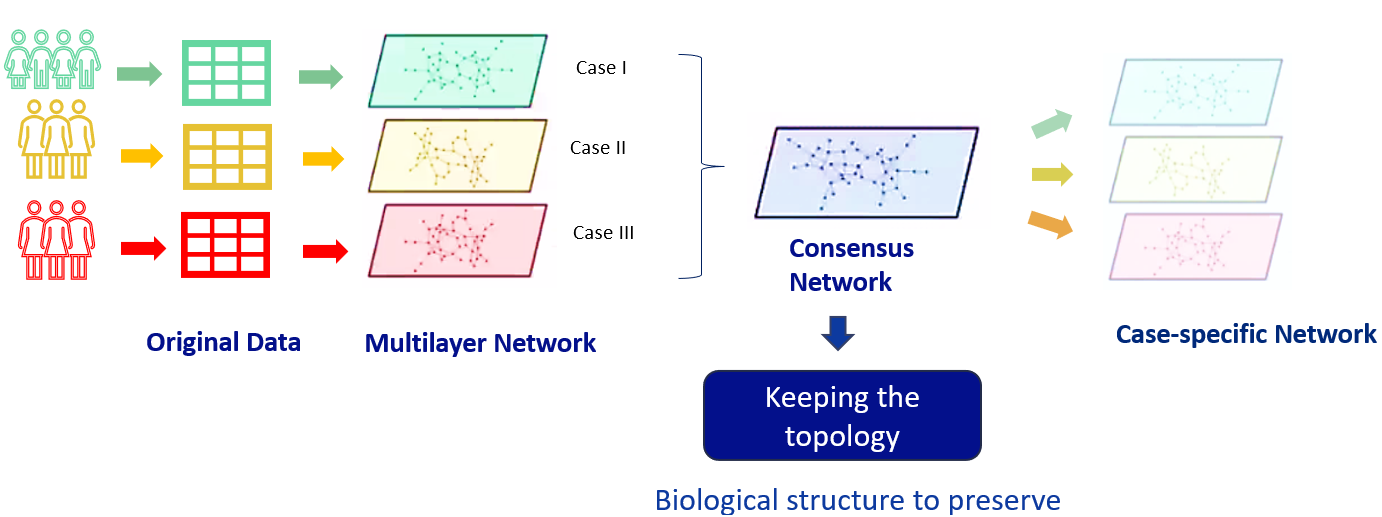 Case I
Case II
Case III
Original Data
Multilayer Network
Consensus
Network
Case-specific Network
Keeping the
topology
Biological structure to preserve